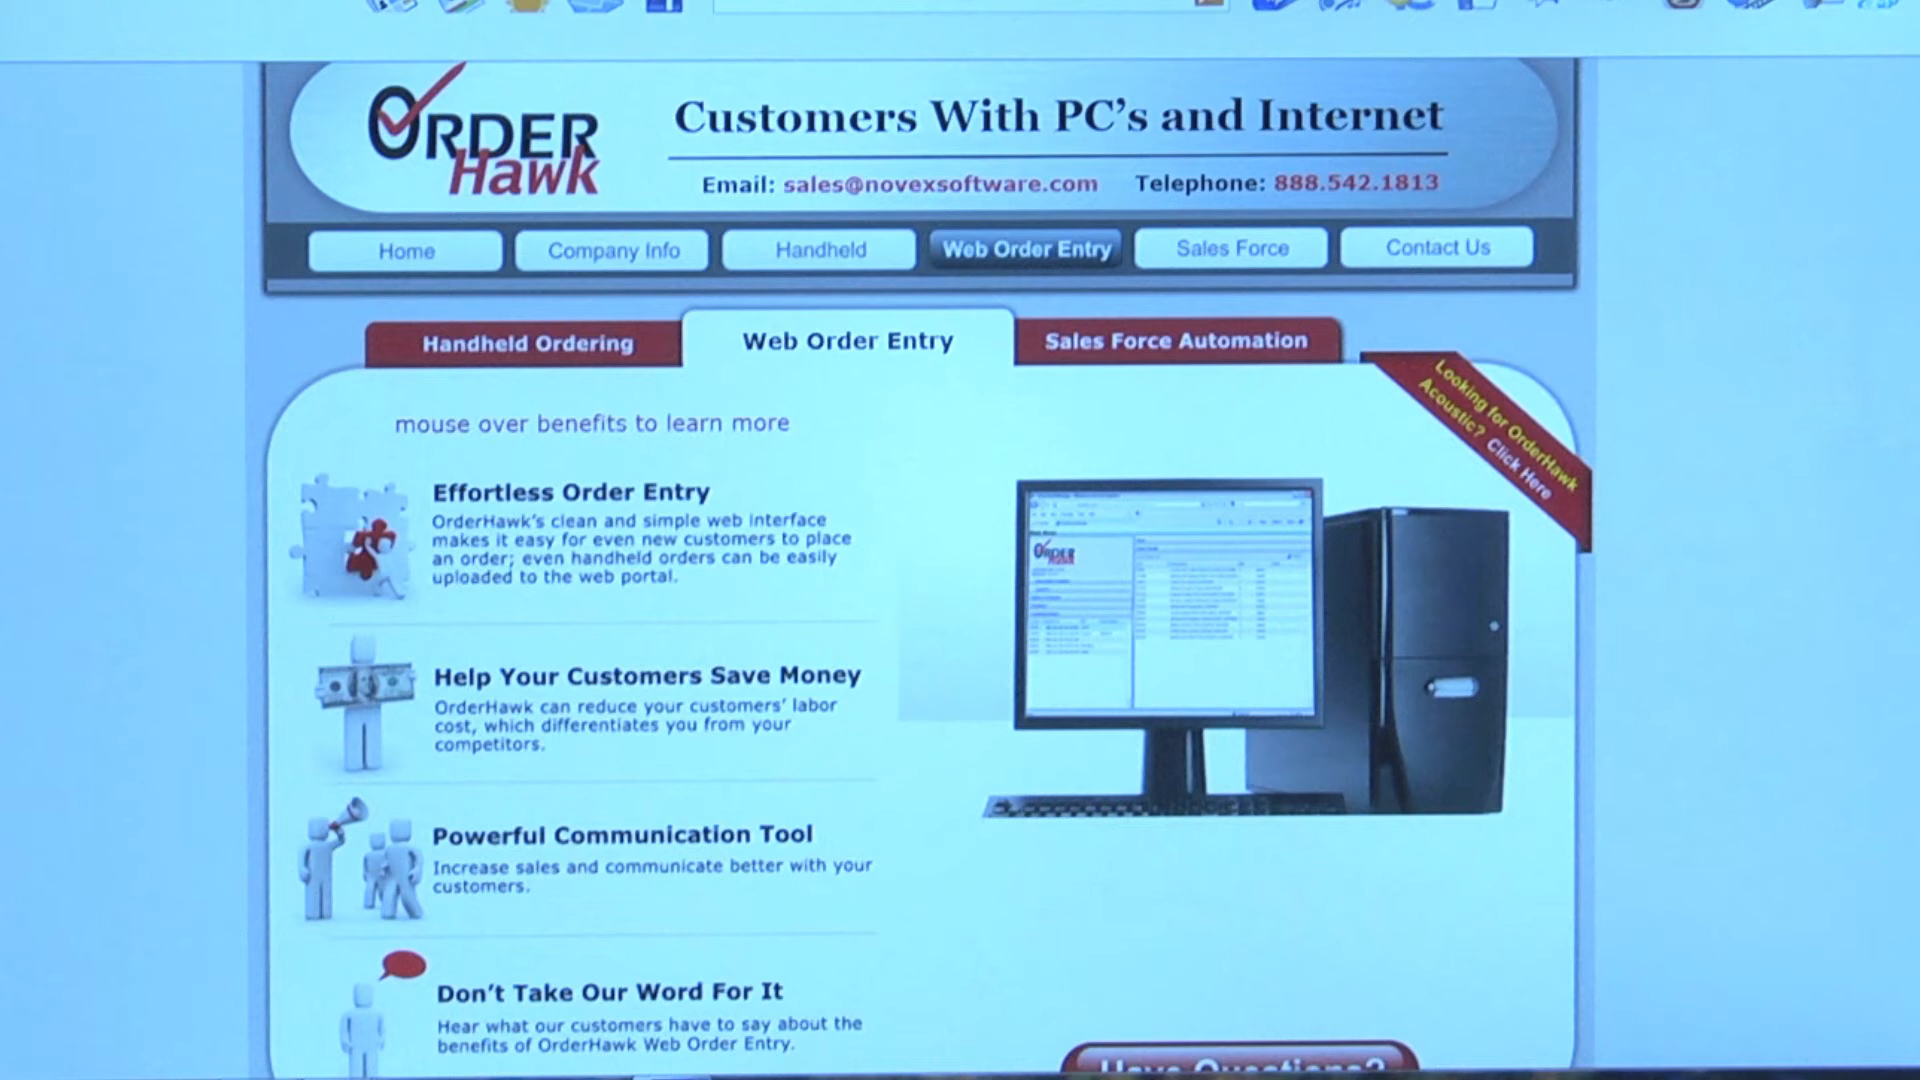 ORDER
Hawk
Customers With PC's and Internet
Email: sales@novexsoftware.com Telephone: 888.542.1813
Home Company Info Handheld Web Order Entry Sales Force Contact Us
Handheld Ordering Web Order Entry Sales Force Automation
Looking for OrderHawk
Acoustic? Click Here
mouse over benefits to learn more
Effortless Order Entry
OrderHawk's clean and simple web interface
makes it easy for even new customers to place
an order; even handheld orders can be easily
uploaded to the web portal.
ORDER
Hawk
Help Your Customers Save Money
OrderHawk can reduce your customers' labor
cost, which differentiates you from your
competitors.
Powerful Communication Tool
Increase sales and communicate better with your
customers.
Don't Take Our Word For It
Hear what our customers have to say about the
benefits of OrderHawk Web Order Entry.
Have Questions?